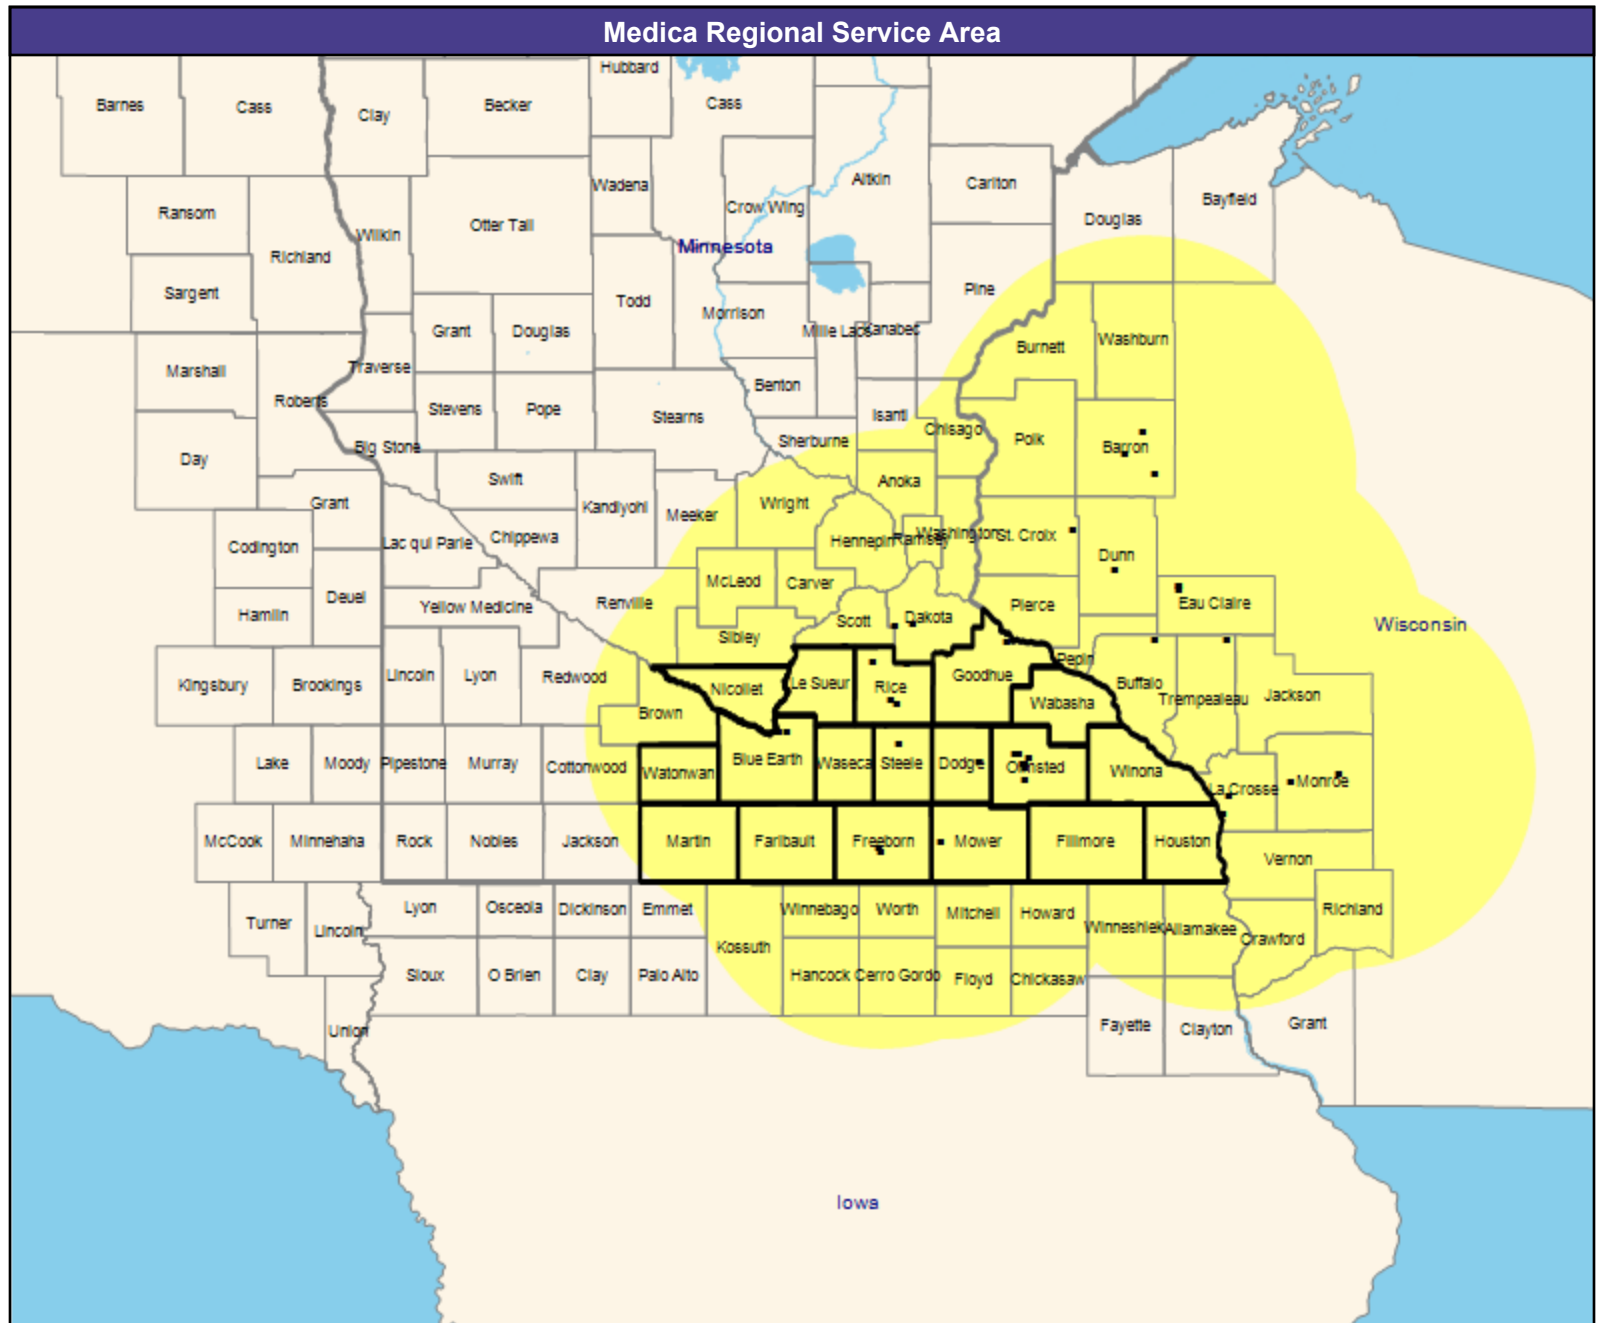 Medica Regional Service Area
Hubbard
Barnes
Cass
Clay
Becker
Cass
Wadena
Aitkin
Carlton
Ransom
Otter Tail
Crow Wing
Bayfield
Douglas
Wilkin
Minnesota
Richland
Sargent
Todd
Pine
Morrison
Grant
Douglas
Mille Lacs
Kanabec
Burnett
Washburn
Marshall
Traverse
Benton
Roberts
Stevens
Pope
Stearns
Isanti
Chisago
Polk
Barron
Big Stone
Sherburne
Day
Swift
Anoka
Grant
Kandiyohi
Meeker
Wright
Codington
Lac qui Parle
Chippewa
Hennepin
Ramsey
Washington
St. Croix
Dunn
Deuel
Yellow Medicine
Renville
McLeod
Carver
Pierce
Eau Claire
Hamlin
Scott
Dakota
Sibley
Wisconsin
Pepin
Kingsbury
Brookings
Lincoln
Lyon
Redwood
Nicollet
Le Sueur
Rice
Goodhue
Buffalo
Trempealeau
Jackson
Brown
Wabasha
Lake
Moody
Pipestone
Murray
Cottonwood
Watonwan
Blue Earth
Waseca
Steele
Dodge
Olmsted
Winona
La Crosse
Monroe
McCook
Minnehaha
Rock
Nobles
Jackson
Martin
Faribault
Freeborn
Mower
Fillmore
Houston
Vernon
Turner
Lincoln
Lyon
Osceola
Dickinson
Emmet
Winnebago
Worth
Mitchell
Howard
Winneshiek
Allamakee
Crawford
Richland
Kossuth
Sioux
O Brien
Clay
Palo Alto
Hancock
Cerro Gordo
Floyd
Chickasaw
Union
Fayette
Clayton
Grant
Iowa